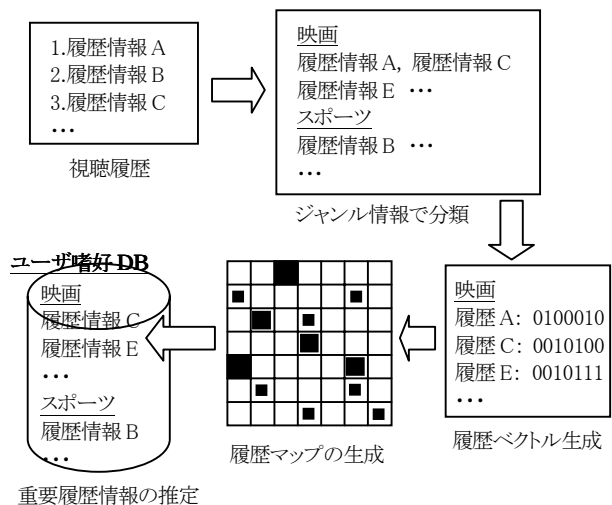 1.履歴情報 A
2.履歴情報 B
3.履歴情報 C
…
視聴履歴
映画
履歴情報 A, 履歴情報 C
履歴情報 E …
スポーツ
履歴情報 B …
…
ジャンル情報で分類
映画
履歴 A: 0100010
履歴 C: 0010100
履歴 E: 0010111
…
履歴ベクトル生成
履歴マップの生成
ユーザ嗜好 DB
映画
履歴情報 C
履歴情報 E
…
スポーツ
履歴情報 B
…
重要履歴情報の推定